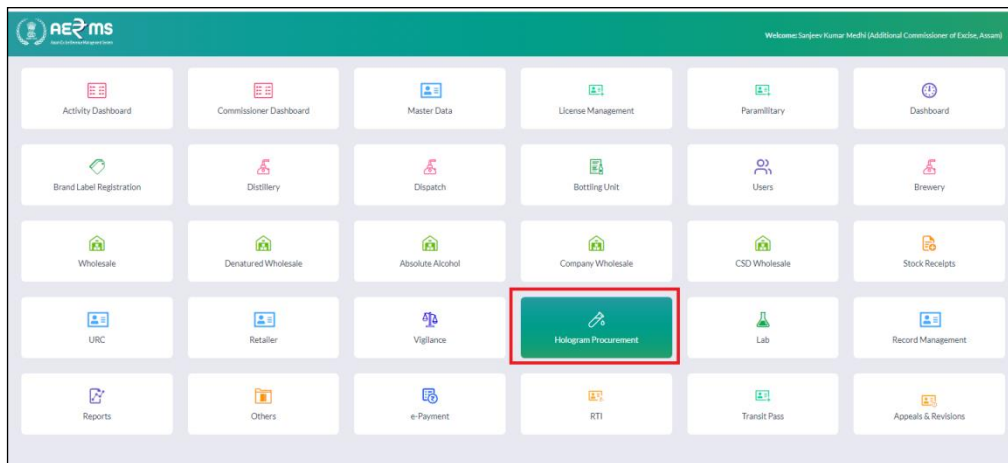 AERMS
Welcome: Sanjeev Kumar Medhi (Additional Commissioner of Excise, Assam)
Activity Dashboard
Commissioner Dashboard
Master Data
License Management
Paramilitary
Dashboard
Brand Label Registration
Distillery
Dispatch
Bottling Unit
Users
Brewery
Wholesale
Denatured Wholesale
Absolute Alcohol
Company Wholesale
CSD Wholesale
Stock Receipts
URC
Retailer
Vigilance
Hologram Procurement
Lab
Record Management
Reports
Others
e-Payment
RTI
Transit Pass
Appeals & Revisions